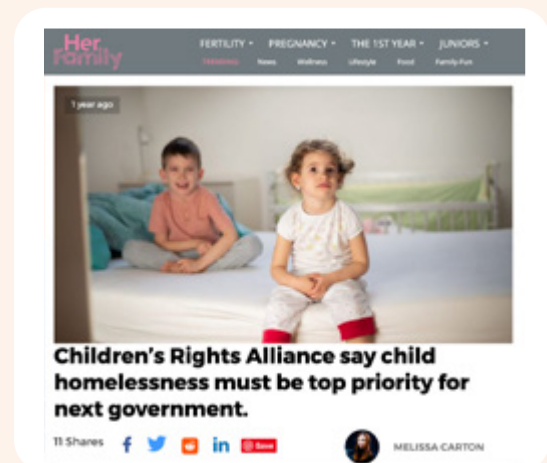 Her
Family
FERTILITY PREGNANCY THE 1ST YEAR JUNIORS
News Wellness Lifestyle Food Family Fun
1 year ago
Children's Rights Alliance say child
homelessness must be top priority for
next government.
11 Shares f in Save
MELISSA CARTON